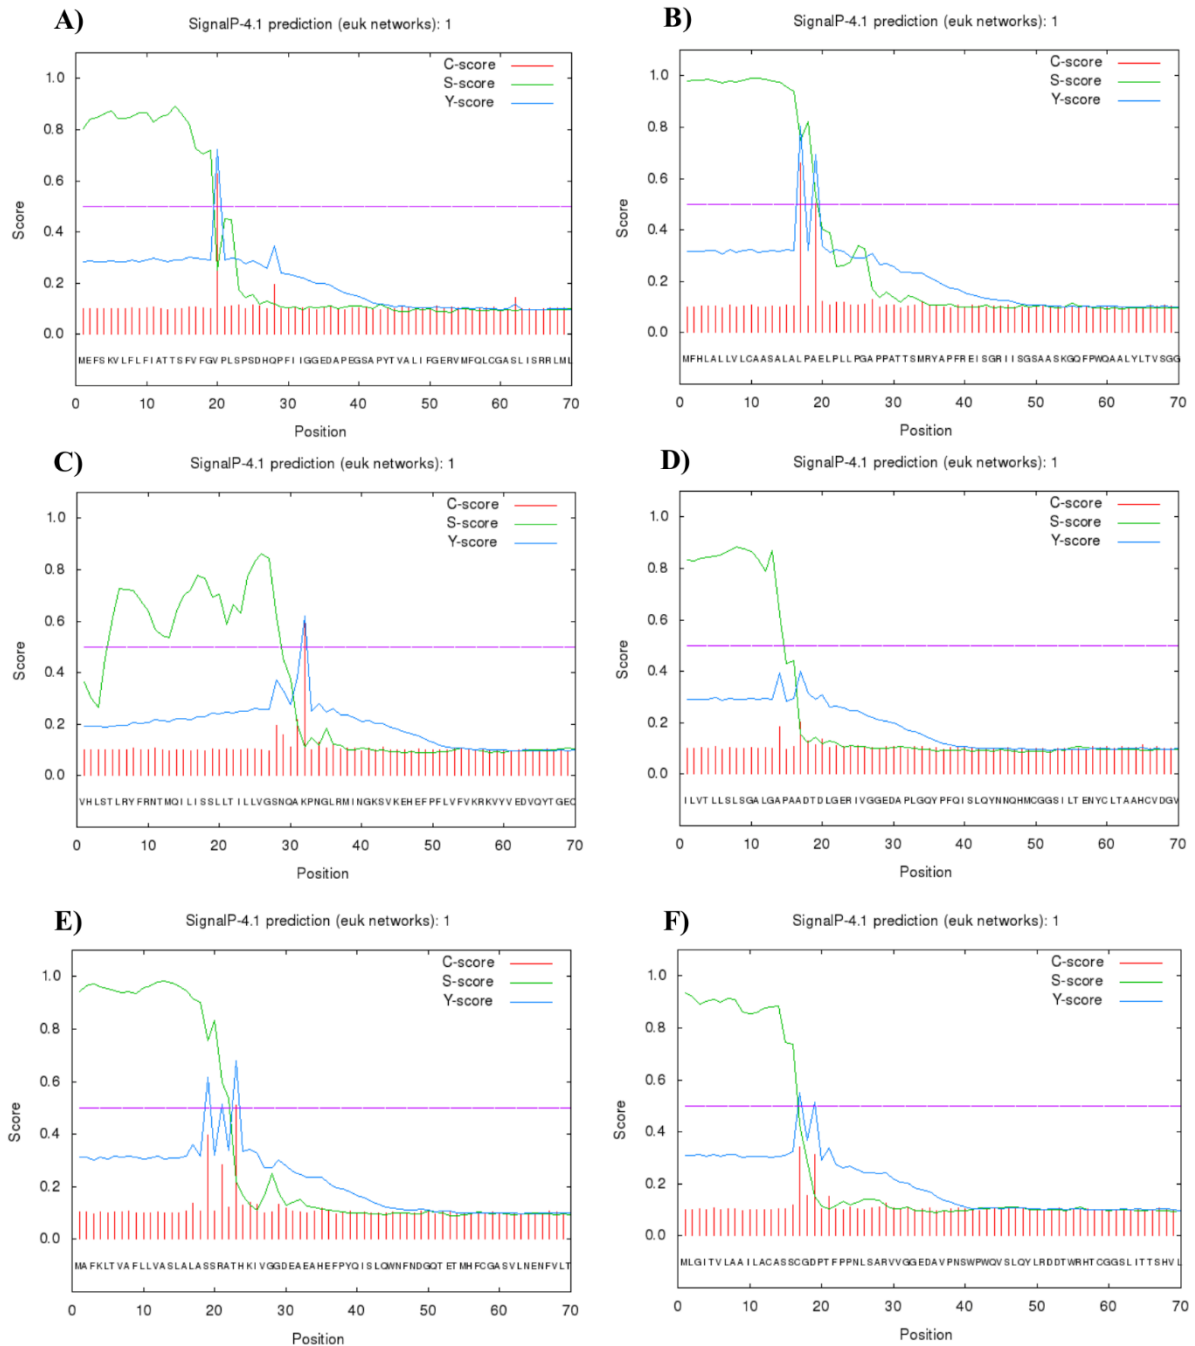 A)
SignalP-4.1 prediction (euk networks): 1
C-score
S-score
Y-score
1.0
0.8
0.6
0.4
0.2
0.0
Score
MEFSKVLFLFIATTSFVFGVPLSPSDHQPFIIGGEDAPEGSAPYTVALIFGERVMFQLCGASLISRRLML
0 10 20 30 40 50 60 70
Position
B)
SignalP-4.1 prediction (euk networks): 1
C-score
S-score
Y-score
1.0
0.8
0.6
0.4
0.2
0.0
Score
MFHLALLVLCAASALALPAELPLLPGAPPATTSMRYAPFREISGRIISGSAASKGQFPWQAALYLTVSGG
0 10 20 30 40 50 60 70
Position
C)
SignalP-4.1 prediction (euk networks): 1
C-score
S-score
Y-score
1.0
0.8
0.6
0.4
0.2
0.0
Score
VHLSTLRYFRNTMQILISSLLTILLVGSNQAKPNGLRMINGKSVKEHEFPFLVFVKRKVYVEDVQYTGEC
0 10 20 30 40 50 60 70
Position
D)
SignalP-4.1 prediction (euk networks): 1
C-score
S-score
Y-score
1.0
0.8
0.6
0.4
0.2
0.0
Score
ILVTLLSLSGALGAPAADTDLGERIVGGEDAPLGQYPFQISLQYNNQHMCGGSILTENYCLTAAHCVDGV
0 10 20 30 40 50 60 70
Position
E)
SignalP-4.1 prediction (euk networks): 1
C-score
S-score
Y-score
1.0
0.8
0.6
0.4
0.2
0.0
Score
MAFKLTVAFLLVASLALASSRATHKIVGGDEAEAHEFPYQISLQWNFNDGQTETMHFCGASVLNENFVLT
0 10 20 30 40 50 60 70
Position
F)
SignalP-4.1 prediction (euk networks): 1
C-score
S-score
Y-score
1.0
0.8
0.6
0.4
0.2
0.0
Score
MLGITVLAAILACASSCGDPTFPPNLSARVVGGEDAVPNSWPWQVSLQYLRDDTWRHTCGGSLITTSHVL
0 10 20 30 40 50 60 70
Position